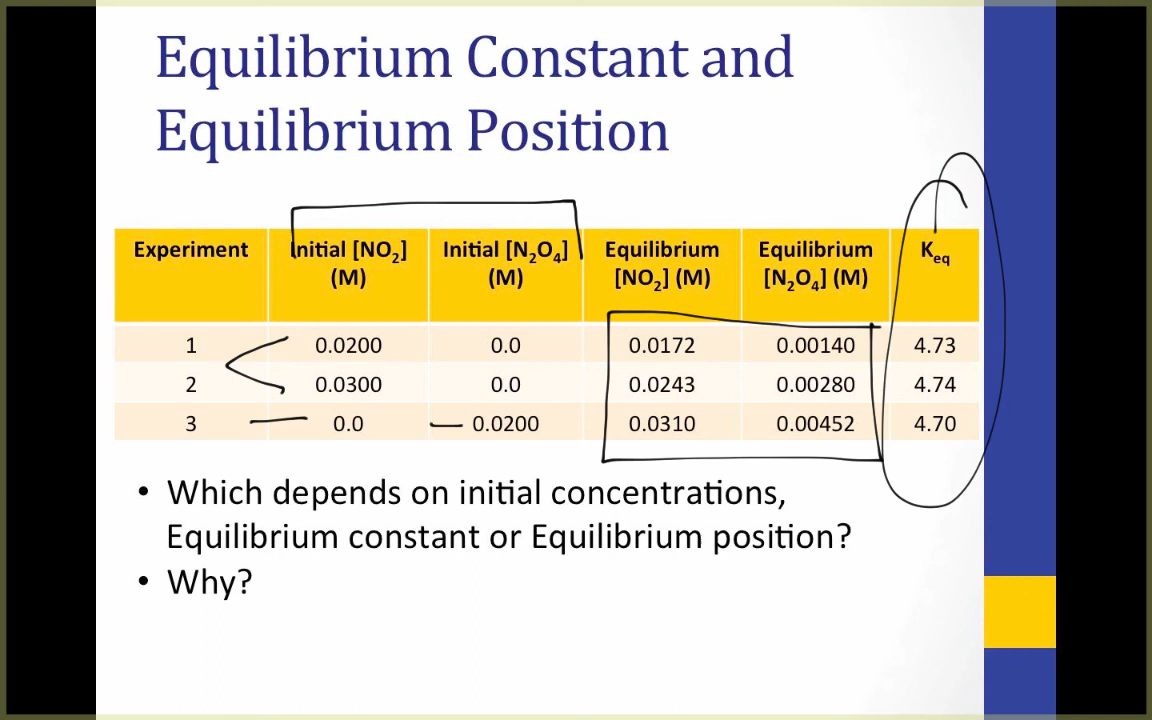 Equilibrium Constant and
Equilibrium Position
Experiment Initial [NO₂] (M) Initial [N₂O₄] (M) Equilibrium [NO₂] (M) Equilibrium [N₂O₄] (M) Keq
1 0.0200 0.0 0.0172 0.00140 4.73
2 0.0300 0.0 0.0243 0.00280 4.74
3 0.0 0.0200 0.0310 0.00452 4.70
• Which depends on initial concentrations,
Equilibrium constant or Equilibrium position?
• Why?